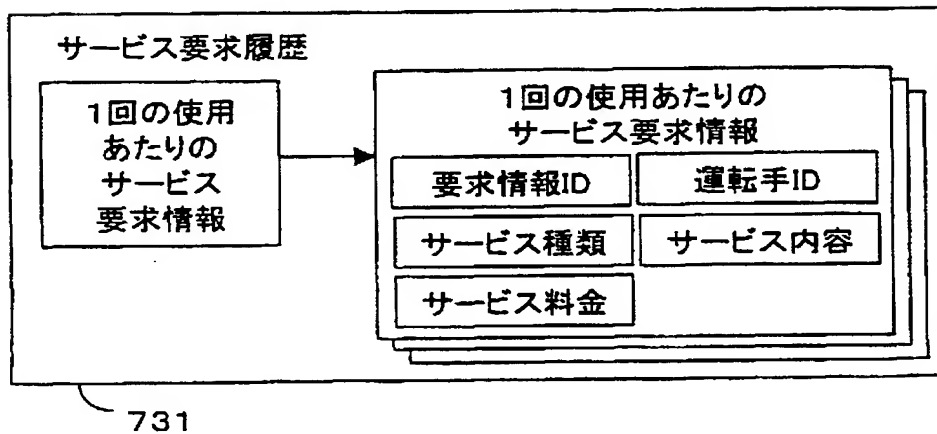 サービス要求履歴
1回の使用
あたりの
サービス
要求情報
1回の使用あたりの
サービス要求情報
要求情報ID
運転手ID
サービス種類
サービス内容
サービス料金
731